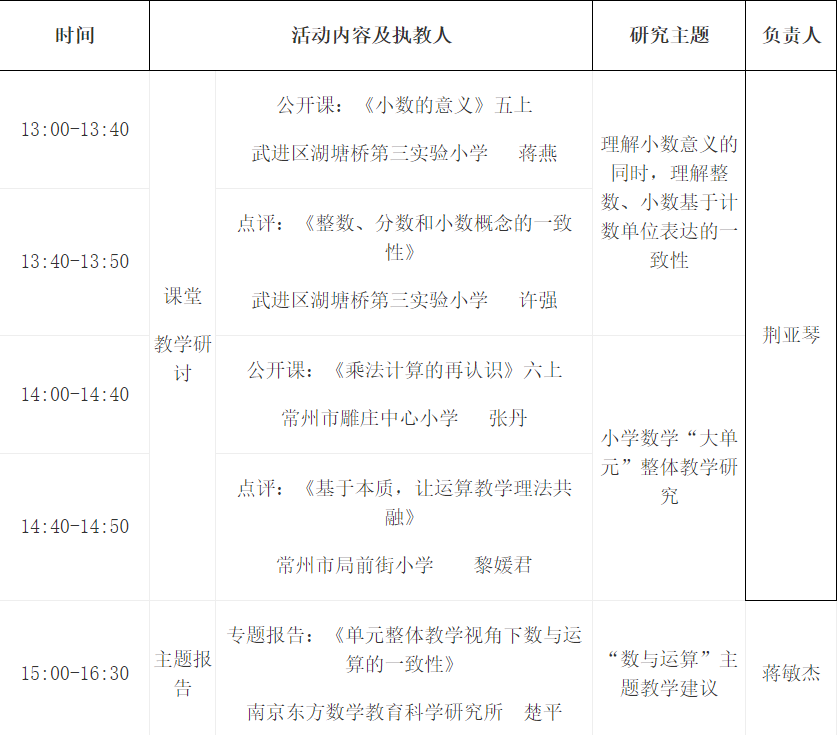 时间
活动内容及执教人
研究主题
负责人
13:00-13:40
课堂
教学研
讨
公开课：《小数的意义》五上
武进区湖塘桥第三实验小学 蒋燕
理解小数意义的
同时，理解整
数、小数基于计
数单位表达的一
致性
荆亚琴
13:40-13:50
点评：《整数、分数和小数概念的一致
性》
武进区湖塘桥第三实验小学 许强
14:00-14:40
公开课：《乘法计算的再认识》六上
常州市雕庄中心小学 张丹
小学数学“大单
元”整体教学研
究
14:40-14:50
点评：《基于本质，让运算教学理法共
融》
常州市局前街小学 黎媛君
15:00-16:30
主题报
告
专题报告：《单元整体教学视角下数与运
算的一致性》
南京东方数学教育科学研究所 楚平
“数与运算”主
题教学建议
蒋敏杰